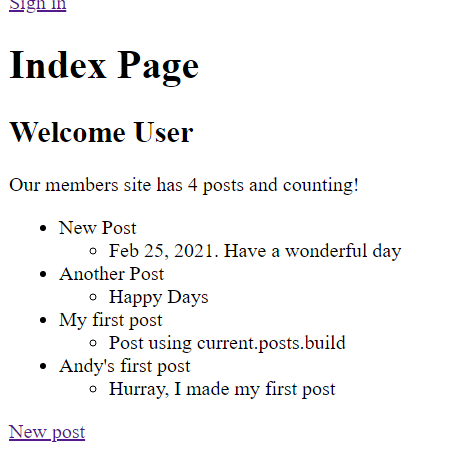 Sign in
Index Page
Welcome User
Our members site has 4 posts and counting!
New Post
Feb 25, 2021. Have a wonderful day
Another Post
Happy Days
My first post
Post using current.posts.build
Andy's first post
Hurray, I made my first post
New post